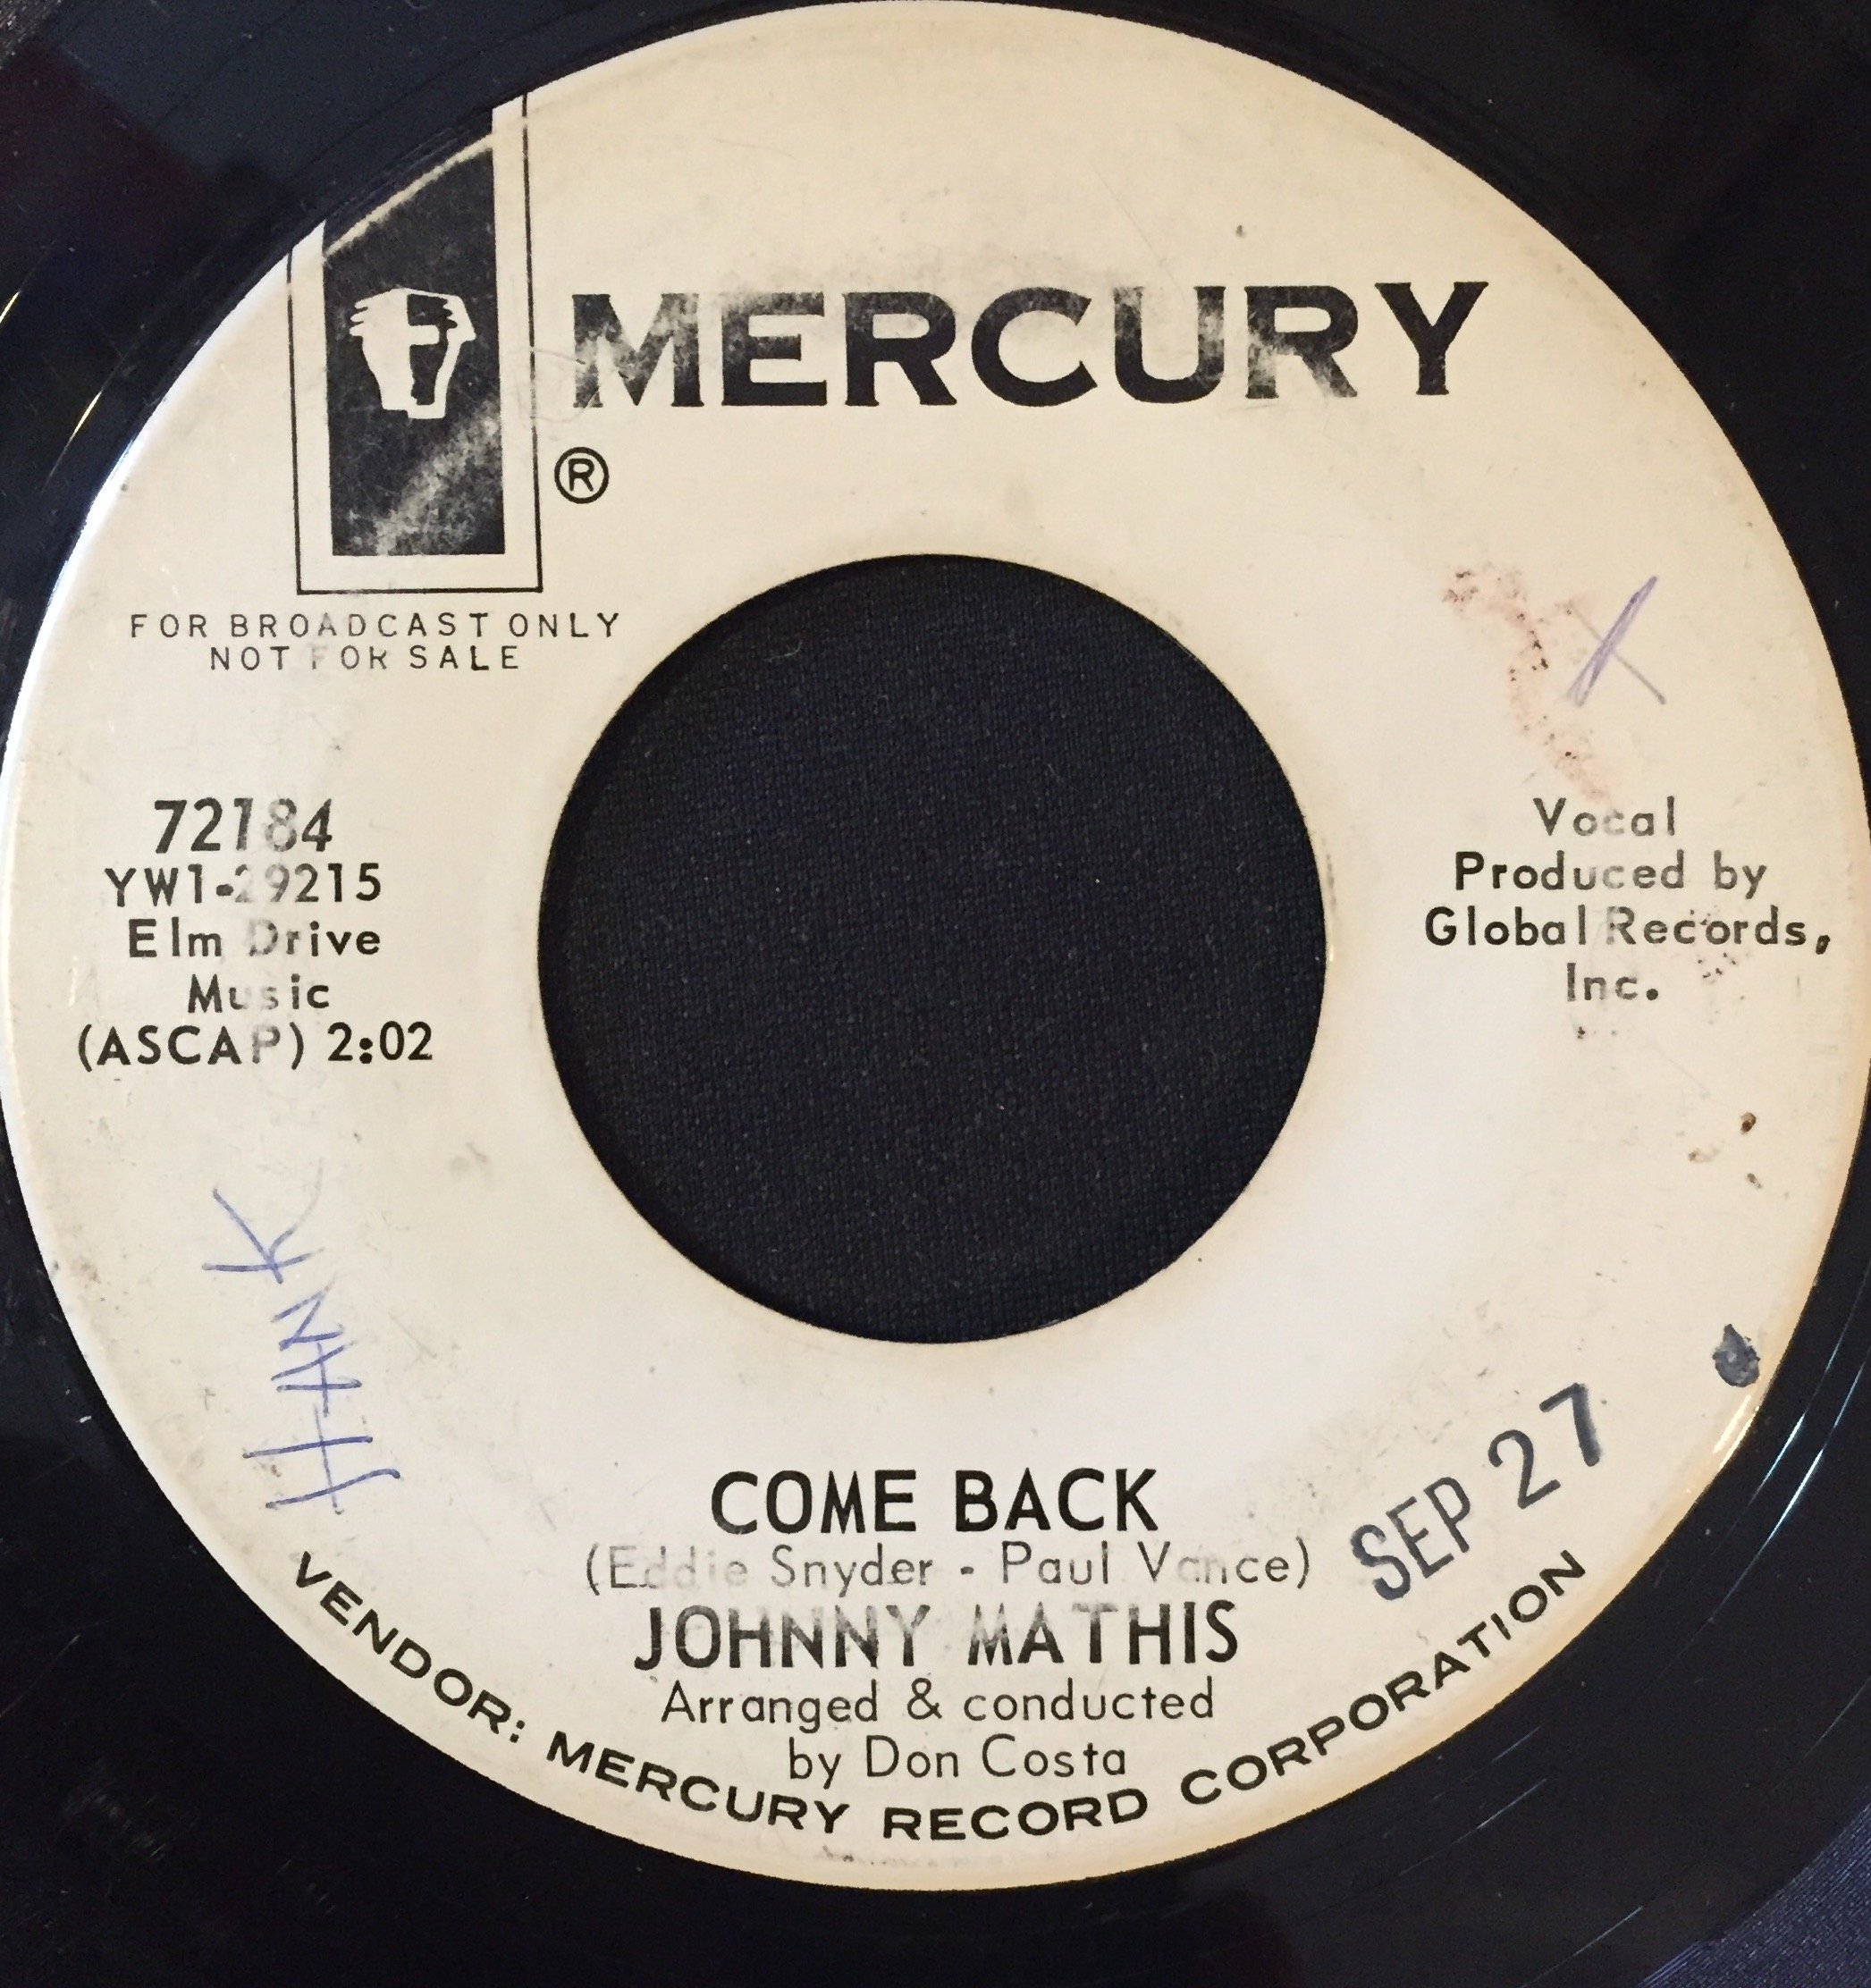 MERCURY
®
FOR BROADCAST ONLY
NOT FOR SALE
72184
YW1-29215
Elm Drive
Music
(ASCAP) 2:02
Vocal
Produced by
Global Records,
Inc.
X
HANK
COME BACK
(Eddie Snyder - Paul Vance)
JOHNNY MATHIS
Arranged & conducted
by Don Costa
SEP 27
VENDOR: MERCURY RECORD CORPORATION